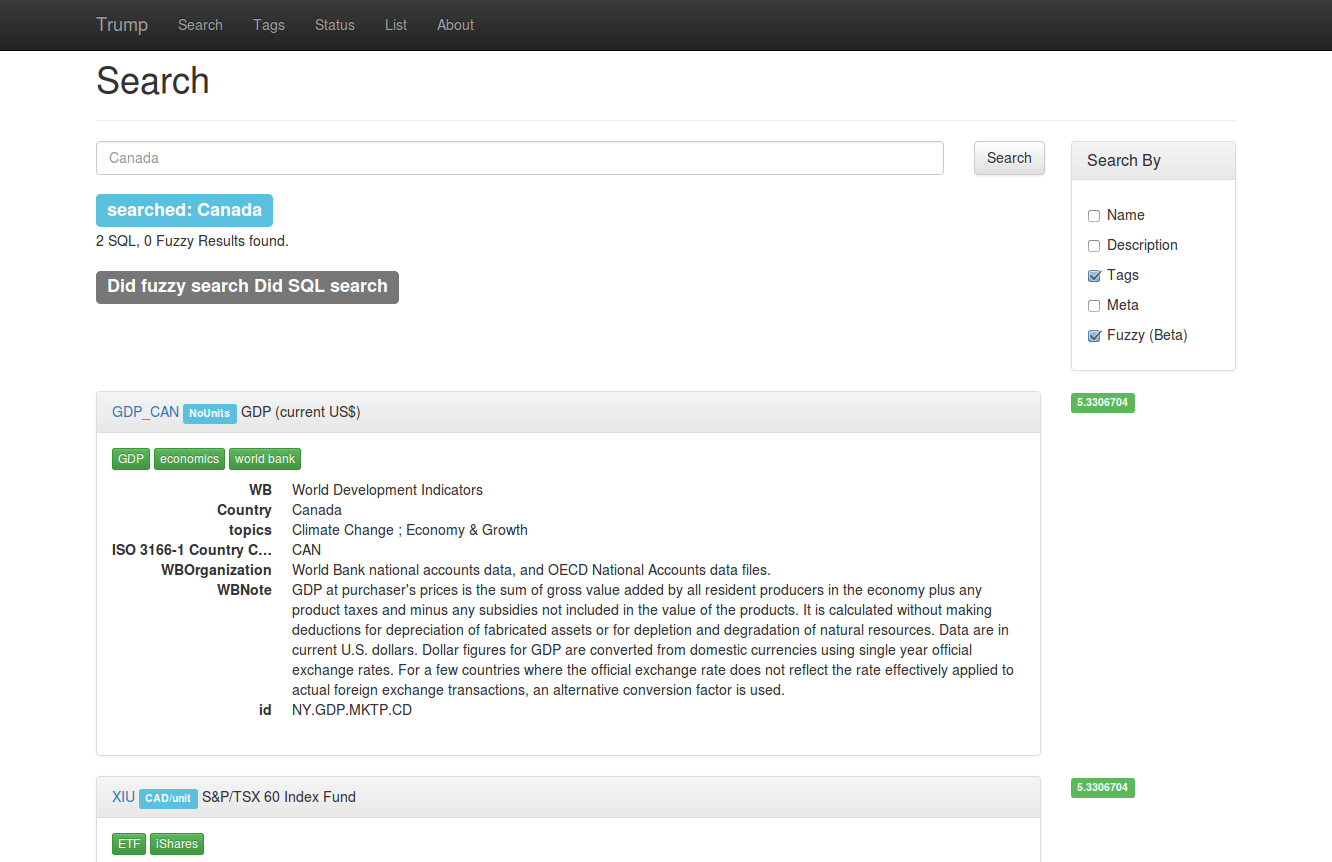 Trump Search Tags Status List About
Search
Canada
Search
Search By
searched: Canada
2 SQL, 0 Fuzzy Results found.
Did fuzzy search Did SQL search
Name
Description
Tags
Meta
Fuzzy (Beta)
GDP_CAN NoUnits GDP (current US$)
5.3306704
GDP economics world bank
WB World Development Indicators
Country Canada
topics Climate Change ; Economy & Growth
ISO 3166-1 Country C... CAN
WBOrganization World Bank national accounts data, and OECD National Accounts data files.
WBNote GDP at purchaser's prices is the sum of gross value added by all resident producers in the economy plus any
product taxes and minus any subsidies not included in the value of the products. It is calculated without making
deductions for depreciation of fabricated assets or for depletion and degradation of natural resources. Data are in
current U.S. dollars. Dollar figures for GDP are converted from domestic currencies using single year official
exchange rates. For a few countries where the official exchange rate does not reflect the rate effectively applied to
actual foreign exchange transactions, an alternative conversion factor is used.
id NY.GDP.MKTP.CD
XIU CAD/unit S&P/TSX 60 Index Fund
5.3306704
ETF iShares